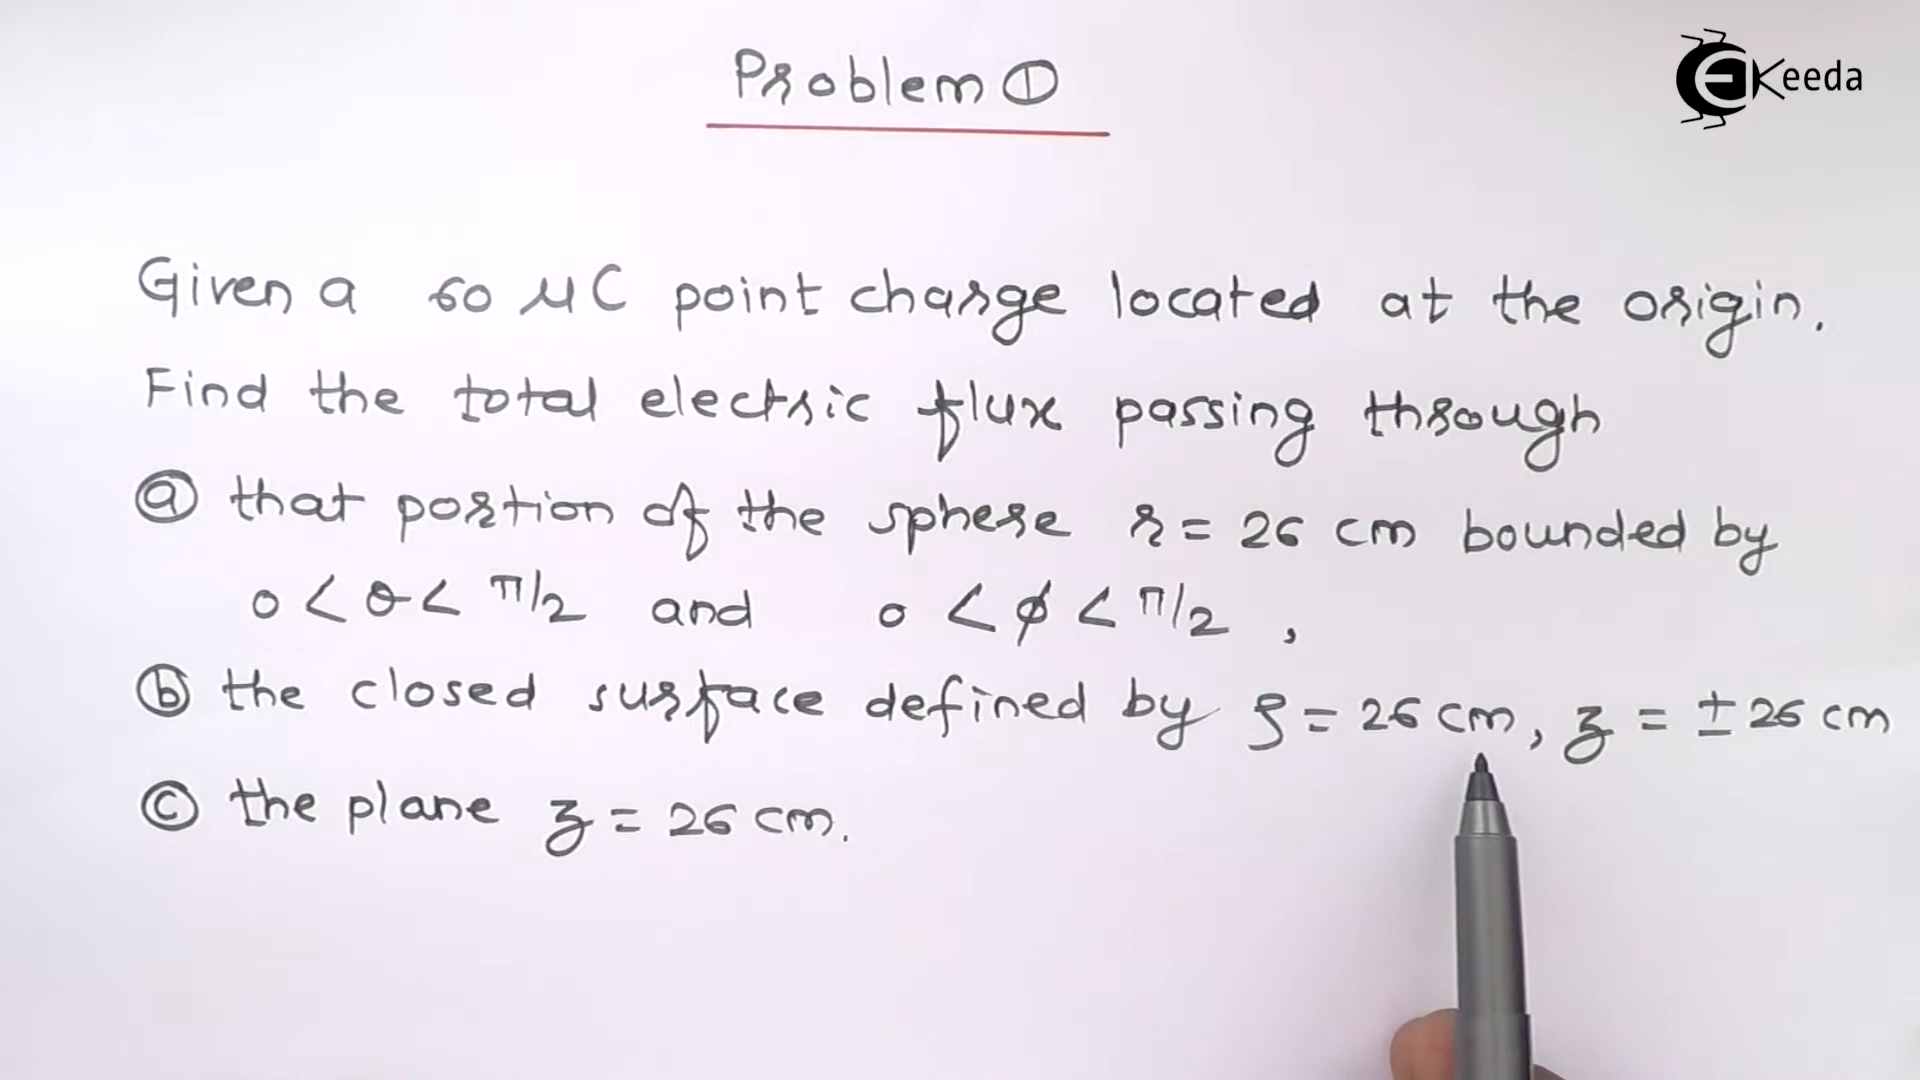 Problem ①
eKeeda
Given a 60 μC point charge located at the origin.
Find the total electric flux passing through
ⓐ that portion of the sphere r = 26 cm bounded by
0 < θ < π/2 and 0 < ϕ < π/2 ,
ⓑ the closed surface defined by ρ = 26 cm, z = ± 26 cm
ⓒ the plane z = 26 cm.